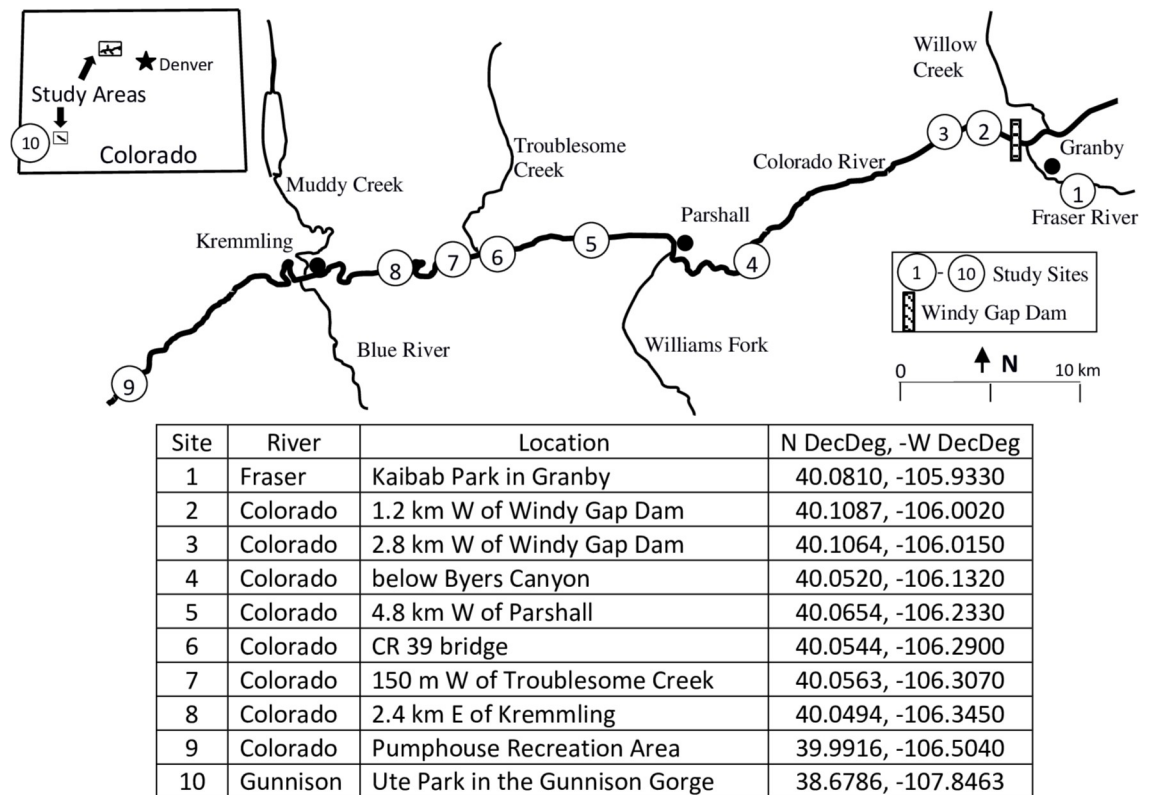 Denver
Study Areas
10
Colorado
Muddy Creek
Troublesome
Creek
Willow
Creek
3
2
Granby
Colorado River
1
Fraser River
Parshall
Kremmling
5
6
7
8
4
1 - 10 Study Sites
Windy Gap Dam
Williams Fork
Blue River
N
0 10 km
9
Site River Location N DecDeg, -W DecDeg
1 Fraser Kaibab Park in Granby 40.0810, -105.9330
2 Colorado 1.2 km W of Windy Gap Dam 40.1087, -106.0020
3 Colorado 2.8 km W of Windy Gap Dam 40.1064, -106.0150
4 Colorado below Byers Canyon 40.0520, -106.1320
5 Colorado 4.8 km W of Parshall 40.0654, -106.2330
6 Colorado CR 39 bridge 40.0544, -106.2900
7 Colorado 150 m W of Troublesome Creek 40.0563, -106.3070
8 Colorado 2.4 km E of Kremmling 40.0494, -106.3450
9 Colorado Pumphouse Recreation Area 39.9916, -106.5040
10 Gunnison Ute Park in the Gunnison Gorge 38.6786, -107.8463